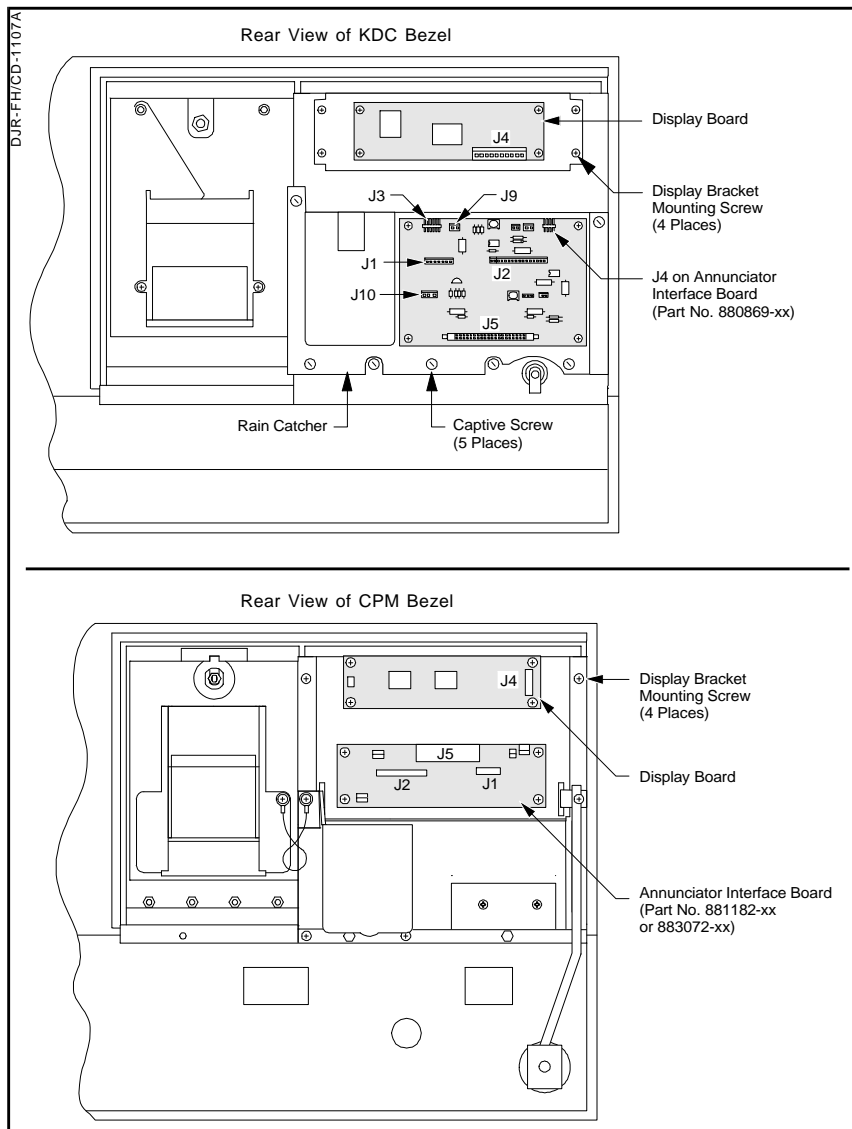 DJR-FH/CD-1107A
Rear View of KDC Bezel
Display Board
J4
Display Bracket
Mounting Screw
(4 Places)
J3
J9
J1
J2
J4 on Annunciator
Interface Board
(Part No. 880869-xx)
J10
J5
Rain Catcher
Captive Screw
(5 Places)
Rear View of CPM Bezel
J4
Display Bracket
Mounting Screw
(4 Places)
J5
J2
J1
Display Board
Annunciator Interface Board
(Part No. 881182-xx
or 883072-xx)